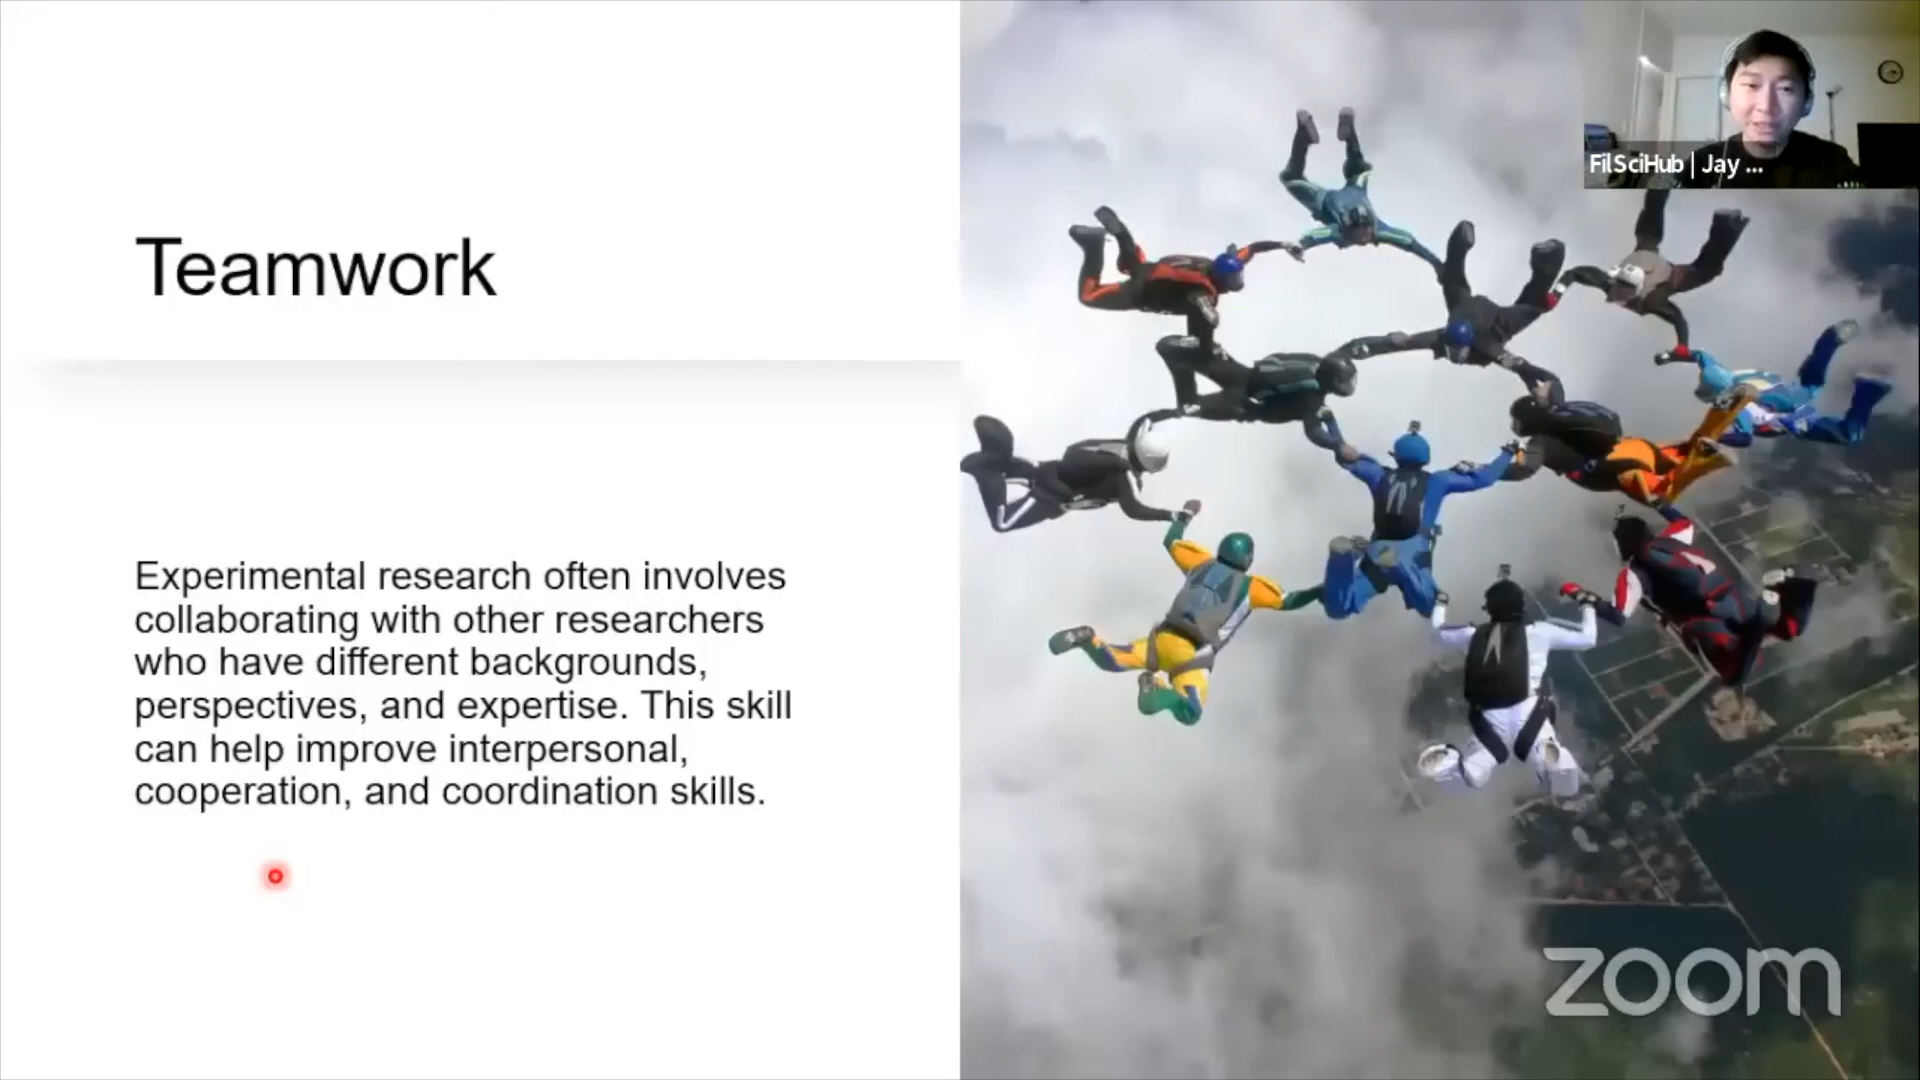 FilSciHub | Jay ...
Teamwork
Experimental research often involves
collaborating with other researchers
who have different backgrounds,
perspectives, and expertise. This skill
can help improve interpersonal,
cooperation, and coordination skills.
zoom